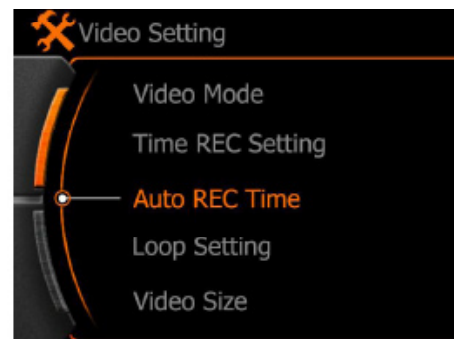 Video Setting
Video Mode
Time REC Setting
Auto REC Time
Loop Setting
Video Size